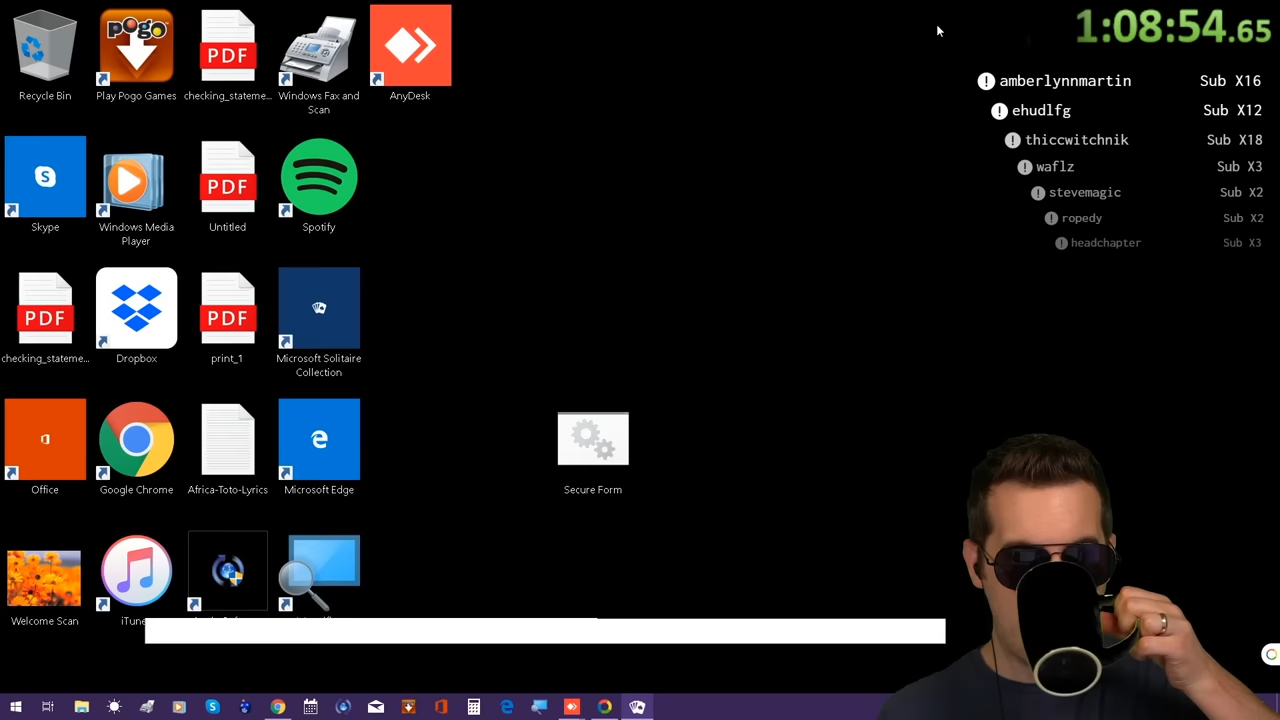 1:08:54.65
! amberlynnmartin Sub X16
! ehudlfg Sub X12
! thiccwitchnik Sub X18
! waflz Sub X3
! stevemagic Sub X2
! ropedy Sub X2
! headchapter Sub X3
pogo
PDF
Recycle Bin
Play Pogo Games
checking_stateme...
Windows Fax and
Scan
AnyDesk
S
PDF
Skype
Windows Media
Player
Untitled
Spotify
PDF
PDF
checking_stateme...
Dropbox
print_1
Microsoft Solitaire
Collection
Office
Google Chrome
Africa-Toto-Lyrics
Microsoft Edge
Secure Form
Welcome Scan